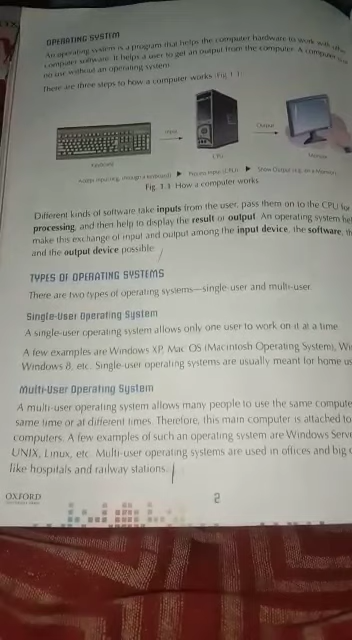 OPERATING SYSTEM
An operating system is a program that helps the computer hardware to work with other
computer software. It helps a user to get an output from the computer. A computer
no use without an operating system.
There are three steps to how a computer works (Fig. 1.1)
Input
Output
Keyboard
CPU
Monitor
Accept Input (e.g. through a keyboard) ▶ Process Input (CPU) ▶ Show Output (e.g. on a Monitor)
Fig. 1.1 How a computer works
Different kinds of software take inputs from the user, pass them on to the CPU for
processing, and then help to display the result or output. An operating system
make this exchange of input and output among the input device, the software,
and the output device possible.
TYPES OF OPERATING SYSTEMS
There are two types of operating systems—single-user and multi-user.
Single-User Operating System
A single-user operating system allows only one user to work on it at a time.
A few examples are Windows XP, Mac OS (Macintosh Operating System),
Windows 8, etc. Single-user operating systems are usually meant for home
Multi-User Operating System
A multi-user operating system allows many people to use the same
same time or at different times. Therefore, this main computer is attached to
computers. A few examples of such an operating system are Windows
UNIX, Linux, etc. Multi-user operating systems are used in offices and big
like hospitals and railway stations.
OXFORD
2